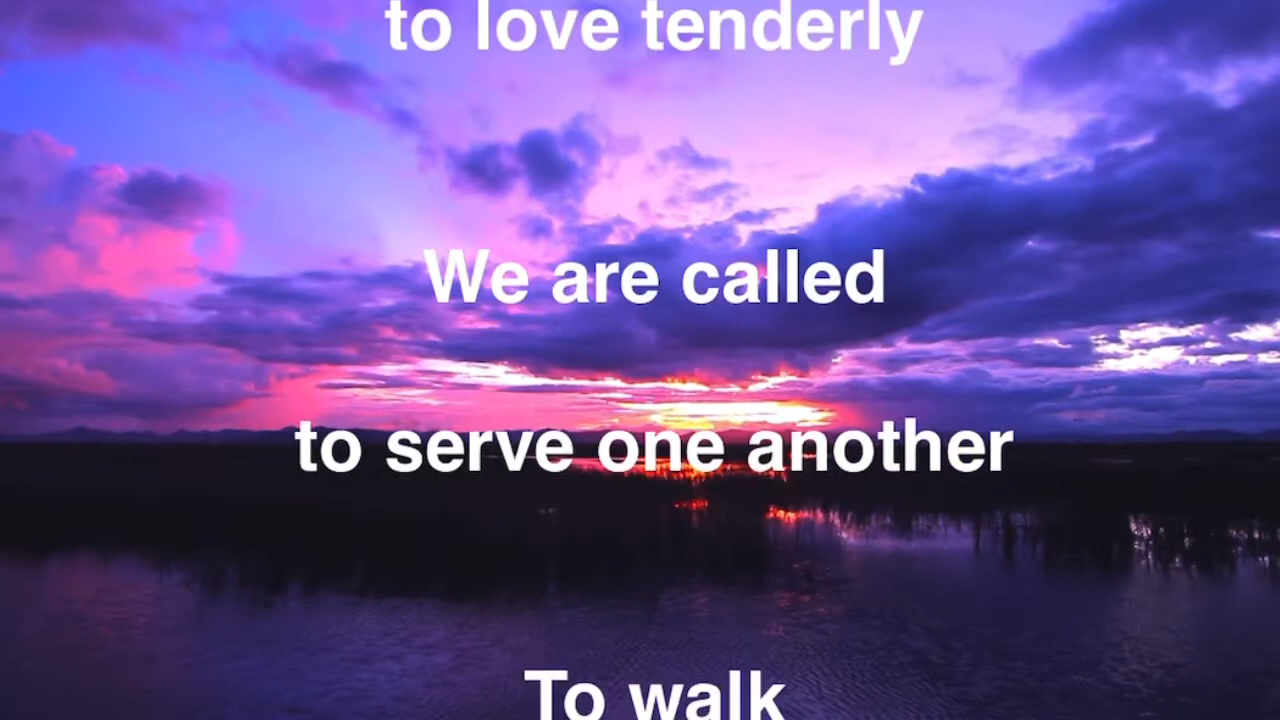 to love tenderly
We are called
to serve one another
To walk